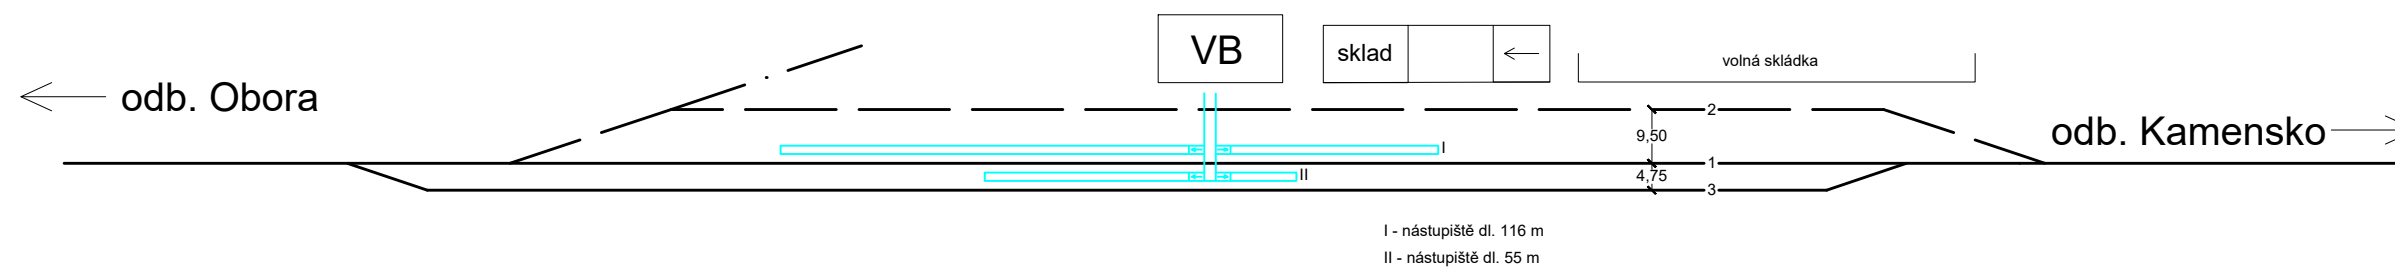 VB
sklad
volná skládka
odb. Obora
2
9,50
odb. Kamensko
I
1
4,75
II
3
I - nástupiště dl. 116 m
II - nástupiště dl. 55 m